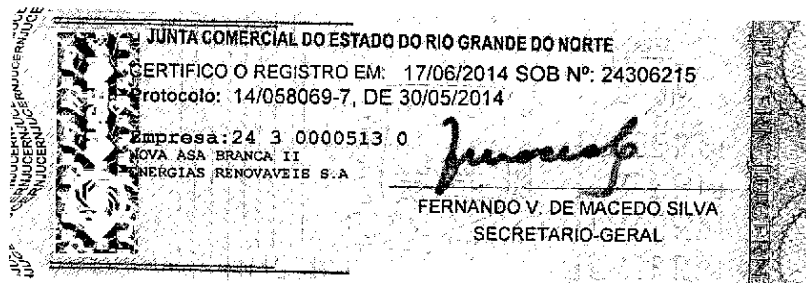 JUNTA COMERCIAL DO ESTADO DO RIO GRANDE DO NORTE
CERTIFICO O REGISTRO EM: 17/06/2014 SOB Nº: 24306215
Protocolo: 14/058069-7, DE 30/05/2014
Empresa:24 3 0000513 0
NOVA ASA BRANCA II
ENERGIAS RENOVAVEIS S.A
FERNANDO V. DE MACEDO SILVA
SECRETARIO-GERAL
JUCERN JUCERN